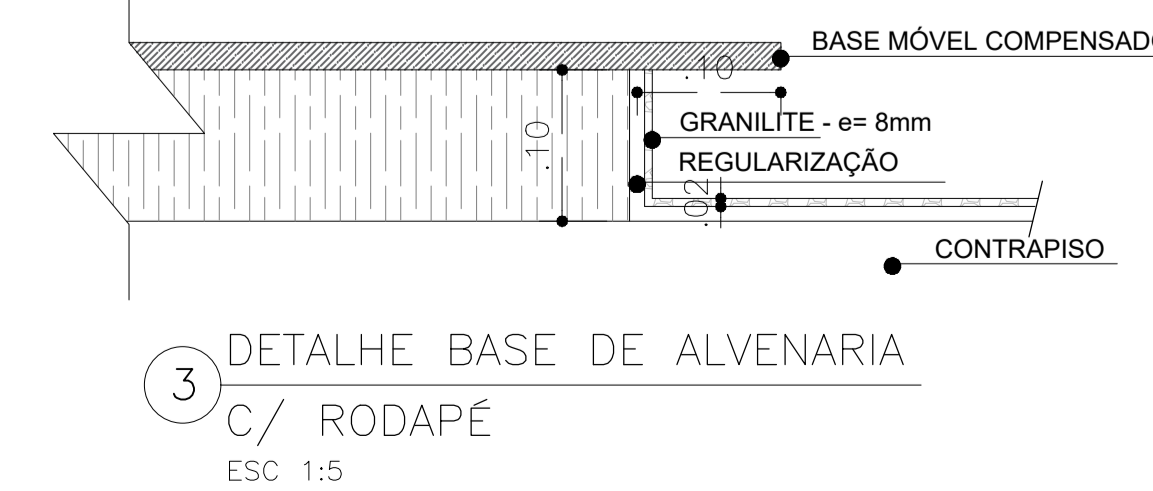 BASE MÓVEL COMPENSADO
.10
GRANILITE - e= 8mm
.10
REGULARIZAÇÃO
.02
CONTRAPISO
3
DETALHE BASE DE ALVENARIA
C/ RODAPÉ
ESC 1:5